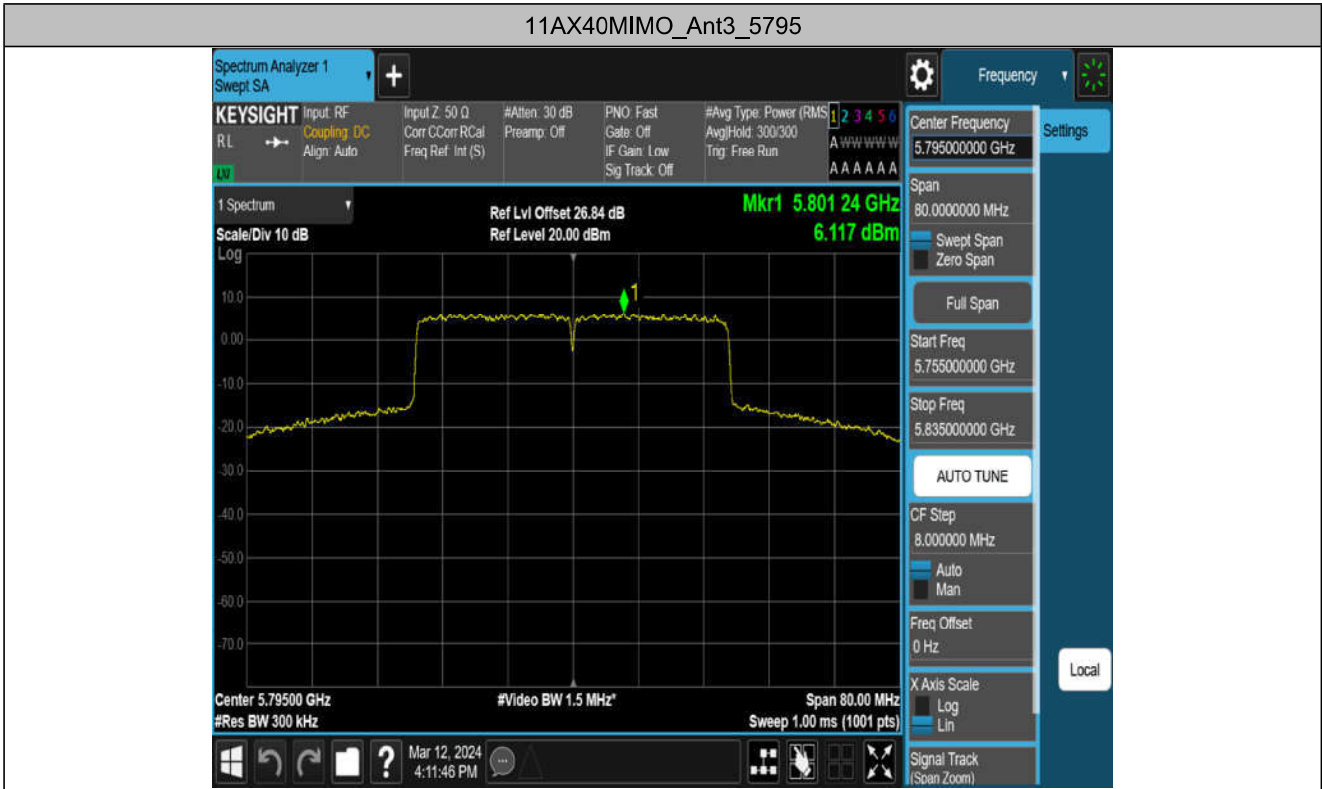 11AX40MIMO_Ant3_5795
Spectrum Analyzer 1
Swept SA
+
Frequency
KEYSIGHT
RL
LXI
Input: RF
Coupling: DC
Align: Auto
Input Z: 50 Ω
Corr CCorr RCal
Freq Ref: Int (S)
#Atten: 30 dB
Preamp: Off
PNO: Fast
Gate: Off
IF Gain: Low
Sig Track: Off
#Avg Type: Power (RMS
Avg|Hold: 300/300
Trig: Free Run
1 2 3 4 5 6
A W W W W W
A A A A A A
1 Spectrum
Scale/Div 10 dB
Log
Ref Lvl Offset 26.84 dB
Ref Level 20.00 dBm
Mkr1 5.801 24 GHz
6.117 dBm
1
10.0
0.00
-10.0
-20.0
-30.0
-40.0
-50.0
-60.0
-70.0
Center 5.79500 GHz
#Res BW 300 kHz
#Video BW 1.5 MHz*
Span 80.00 MHz
Sweep 1.00 ms (1001 pts)
?
Mar 12, 2024
4:11:46 PM
Center Frequency
5.795000000 GHz
Settings
Span
80.0000000 MHz
Swept Span
Zero Span
Full Span
Start Freq
5.755000000 GHz
Stop Freq
5.835000000 GHz
AUTO TUNE
CF Step
8.000000 MHz
Auto
Man
Freq Offset
0 Hz
Local
X Axis Scale
Log
Lin
Signal Track
(Span Zoom)